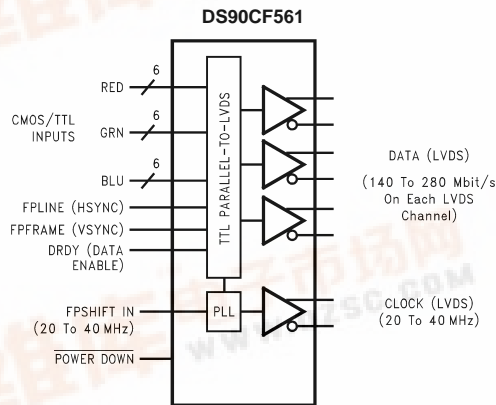 DS90CF561
RED
6
CMOS/TTL
INPUTS
GRN
6
BLU
6
FPLINE (HSYNC)
FPFRAME (VSYNC)
DRDY (DATA
ENABLE)
FPSHIFT IN
(20 To 40 MHz)
POWER DOWN
TTL PARALLEL-TO-LVDS
PLL
DATA (LVDS)
(140 To 280 Mbit/s
On Each LVDS
Channel)
CLOCK (LVDS)
(20 To 40 MHz)